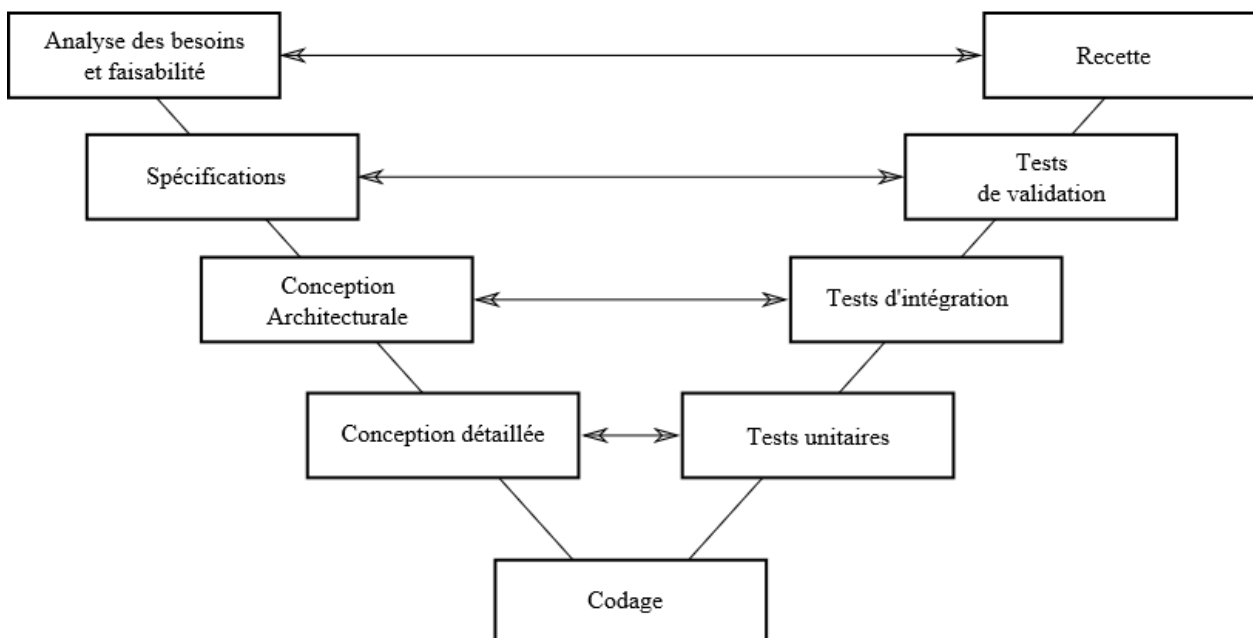 Analyse des besoins
et faisabilité
Recette
Spécifications
Tests
de validation
Conception
Architecturale
Tests d'intégration
Conception détaillée
Tests unitaires
Codage